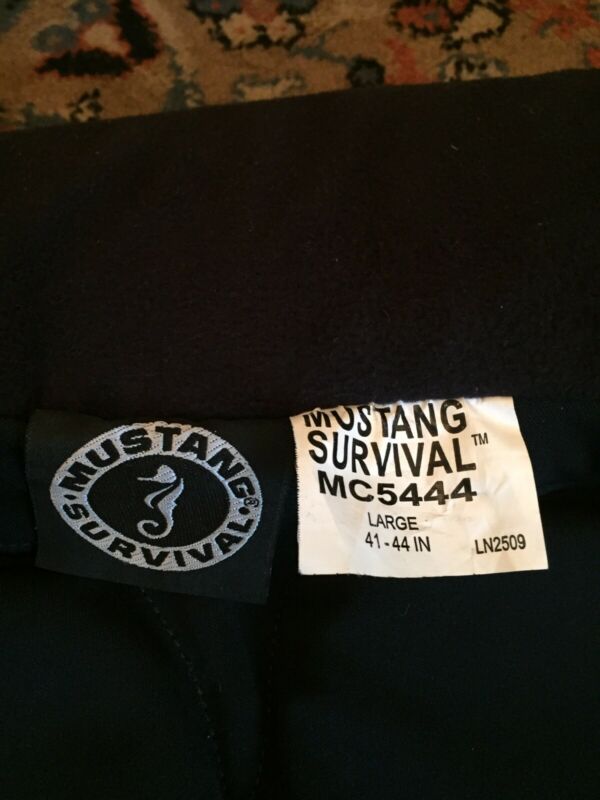 ·MUSTANG®
SURVIVAL·
MUSTANG
SURVIVAL™
MC5444
LARGE
41-44 IN
LN2509